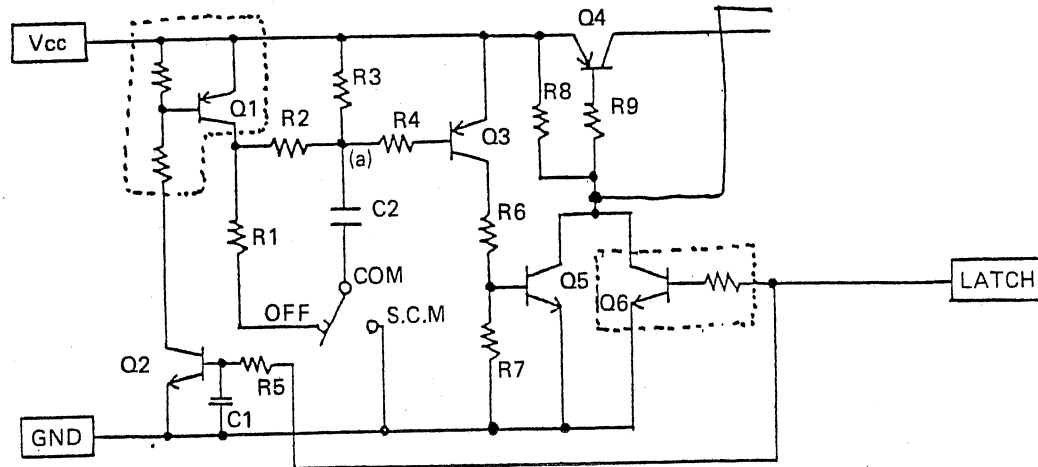 Q4
Vcc
R3
R8
Q1
R9
R2
R4
Q3
(a)
C2
R6
R1
COM
Q5
Q6
LATCH
OFF
S.C.M
Q2
R5
R7
C1
GND